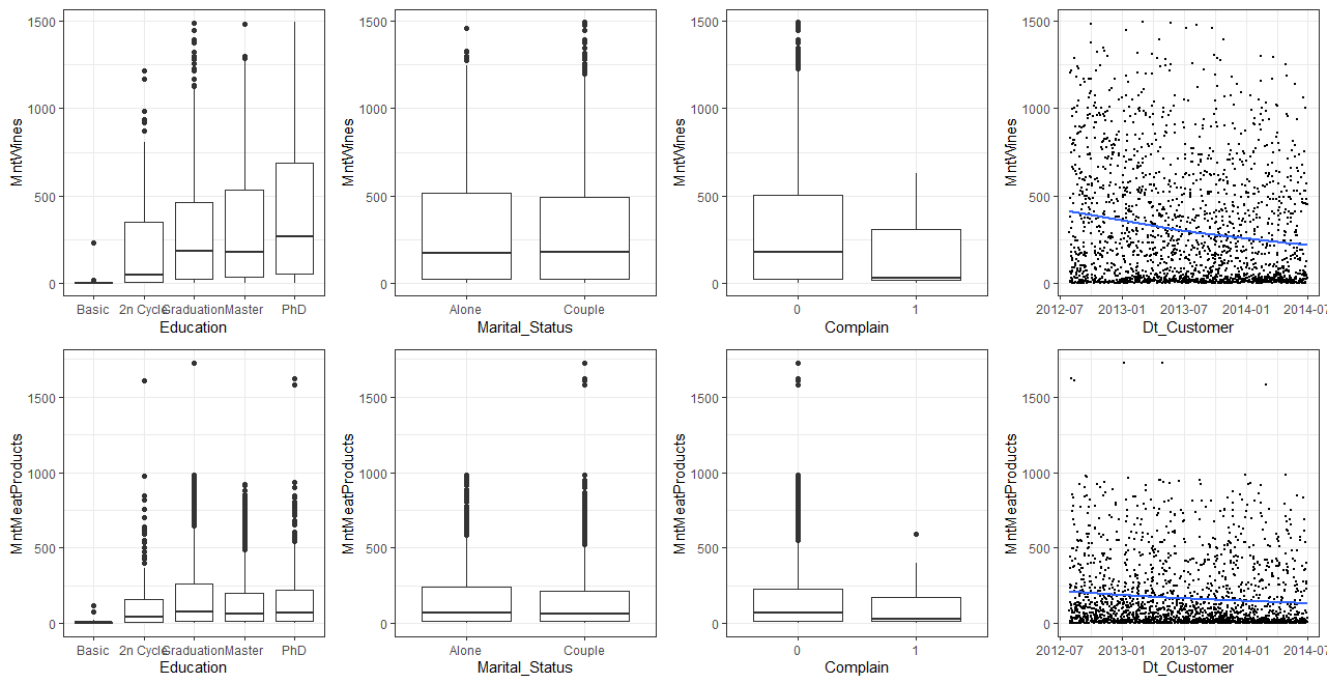 MntWines
1500
1000
500
0
Basic 2n Cycle Graduation Master PhD
Education
MntWines
1500
1000
500
0
Alone Couple
Marital_Status
MntWines
1500
1000
500
0
0 1
Complain
MntWines
1500
1000
500
0
2012-07 2013-01 2013-07 2014-01 2014-07
Dt_Customer
MntMeatProducts
1500
1000
500
0
Basic 2n Cycle Graduation Master PhD
Education
MntMeatProducts
1500
1000
500
0
Alone Couple
Marital_Status
MntMeatProducts
1500
1000
500
0
0 1
Complain
MntMeatProducts
1500
1000
500
0
2012-07 2013-01 2013-07 2014-01 2014-07
Dt_Customer